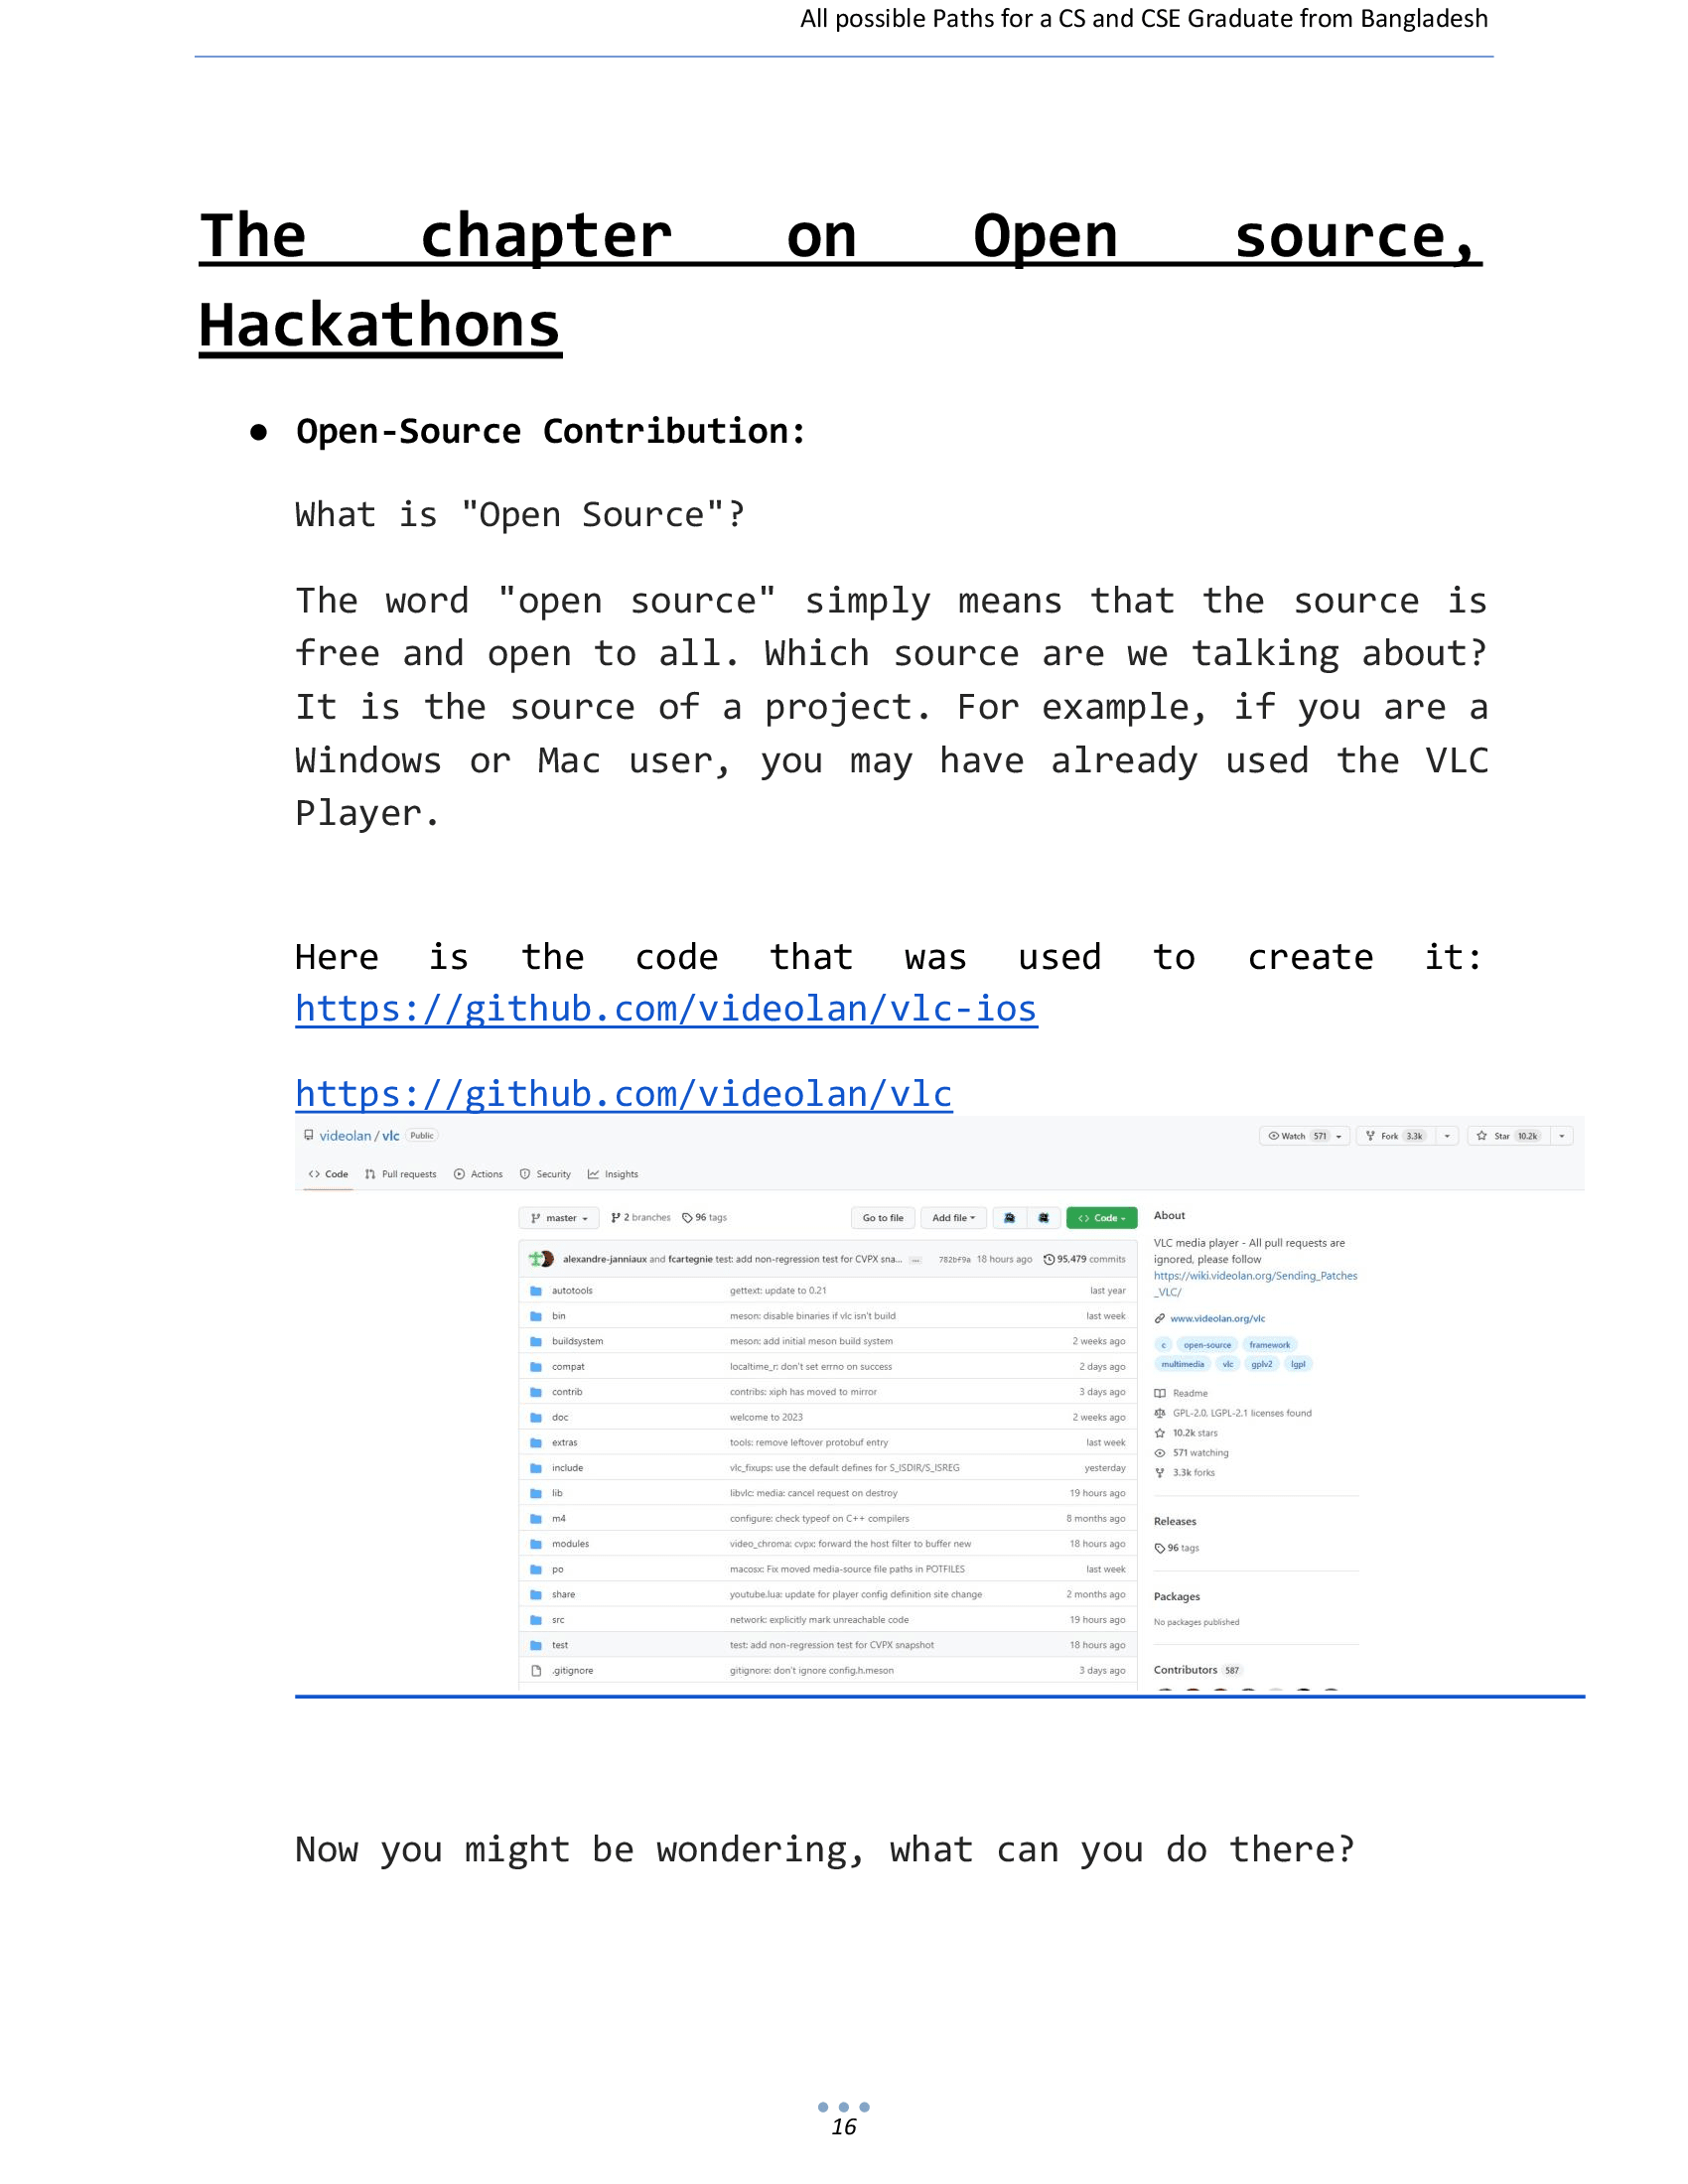 All possible Paths for a CS and CSE Graduate from Bangladesh
The chapter on Open source,
Hackathons
● Open-Source Contribution:
What is "Open Source"?
The word "open source" simply means that the source is
free and open to all. Which source are we talking about?
It is the source of a project. For example, if you are a
Windows or Mac user, you may have already used the VLC
Player.
Here is the code that was used to create it:
https://github.com/videolan/vlc-ios
https://github.com/videolan/vlc
videolan / vlc Public
Watch 571 Fork 3.3k Star 10.2k
Code Pull requests Actions Security Insights
master 2 branches 96 tags Go to file Add file Code
alexandre-janniaux and fcartegnie test: add non-regression test for CVPX sna... 782bf9a 18 hours ago 95,479 commits
autotools gettext: update to 0.21 last year
bin meson: disable binaries if vlc isn't build last week
buildsystem meson: add initial meson build system 2 weeks ago
compat localtime_r: don't set errno on success 2 days ago
contrib contribs: xiph has moved to mirror 3 days ago
doc welcome to 2023 2 weeks ago
extras tools: remove leftover protobuf entry last week
include vlc_fixups: use the default defines for S_ISDIR/S_ISREG yesterday
lib libvlc: media: cancel request on destroy 19 hours ago
m4 configure: check typeof on C++ compilers 8 months ago
modules video_chroma: cvpx: forward the host filter to buffer new 18 hours ago
po macosx: Fix moved media-source file paths in POTFILES last week
share youtube.lua: update for player config definition site change 2 months ago
src network: explicitly mark unreachable code 19 hours ago
test test: add non-regression test for CVPX snapshot 18 hours ago
.gitignore gitignore: don't ignore config.h.meson 3 days ago
About
VLC media player - All pull requests are
ignored, please follow
https://wiki.videolan.org/Sending_Patches
_VLC/
www.videolan.org/vlc
c open-source framework
multimedia vlc gplv2 lgpl
Readme
GPL-2.0, LGPL-2.1 licenses found
10.2k stars
571 watching
3.3k forks
Releases
96 tags
Packages
No packages published
Contributors 587
Now you might be wondering, what can you do there?
16